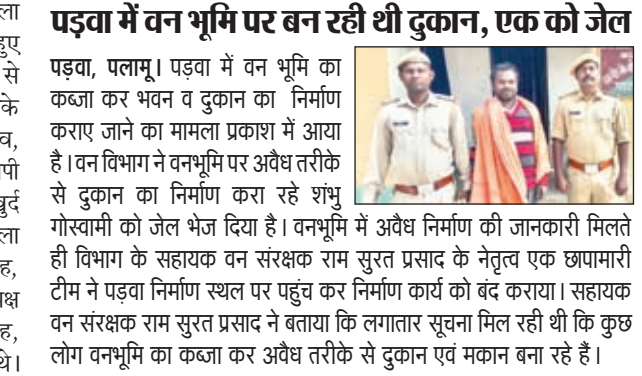 ला
हुए
से
के
व,
पी
बुर्द
ला
ह,
क्ष
ह,
थे।
पड़वा में वन भूमि पर बन रही थी दुकान, एक को जेल
पड़वा, पलामू। पड़वा में वन भूमि का
कब्जा कर भवन व दुकान का निर्माण
कराए जाने का मामला प्रकाश में आया
है। वन विभाग ने वनभूमि पर अवैध तरीके
से दुकान का निर्माण करा रहे शंभु
गोस्वामी को जेल भेज दिया है। वनभूमि में अवैध निर्माण की जानकारी मिलते
ही विभाग के सहायक वन संरक्षक राम सुरत प्रसाद के नेतृत्व एक छापामारी
टीम ने पड़वा निर्माण स्थल पर पहुंच कर निर्माण कार्य को बंद कराया। सहायक
वन संरक्षक राम सुरत प्रसाद ने बताया कि लगातार सूचना मिल रही थी कि कुछ
लोग वनभूमि का कब्जा कर अवैध तरीके से दुकान एवं मकान बना रहे हैं।